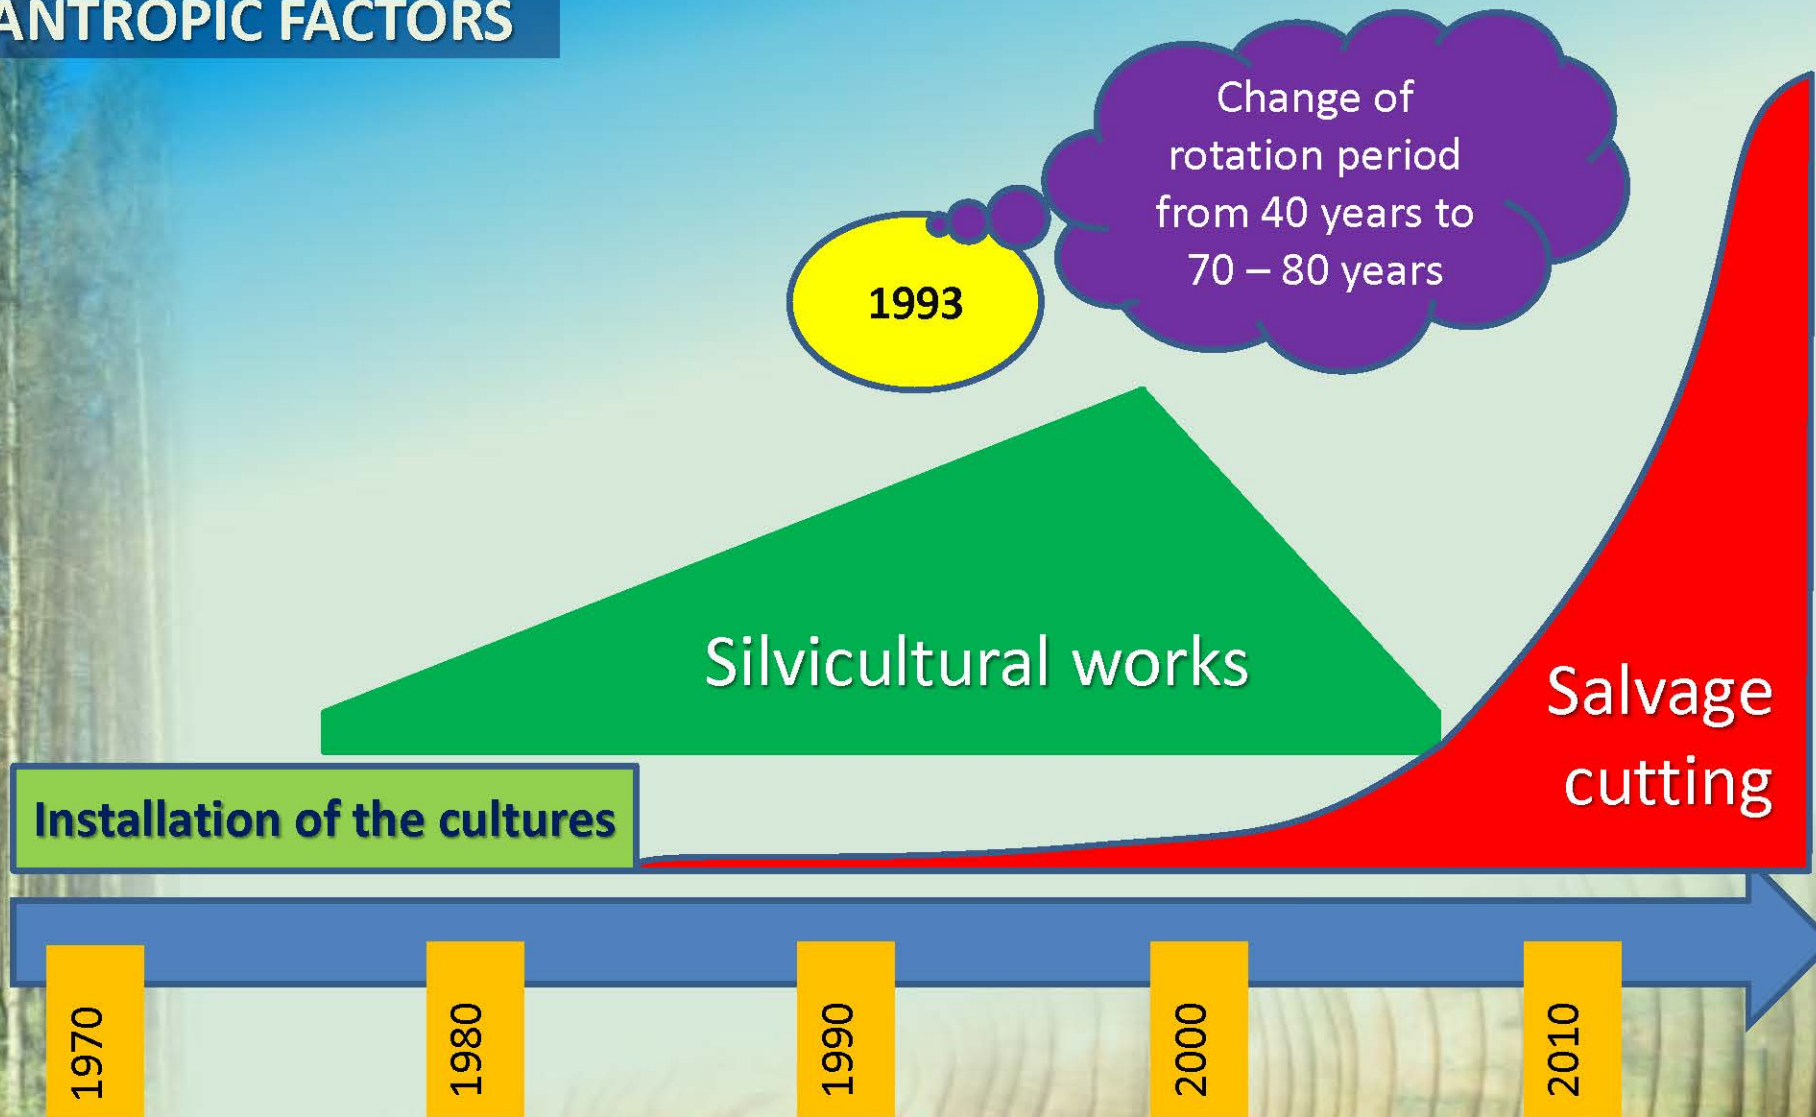 ANTROPIC FACTORS
Change of
rotation period
from 40 years to
70 – 80 years
1993
Silvicultural works
Salvage
cutting
Installation of the cultures
1970
1980
1990
2000
2010